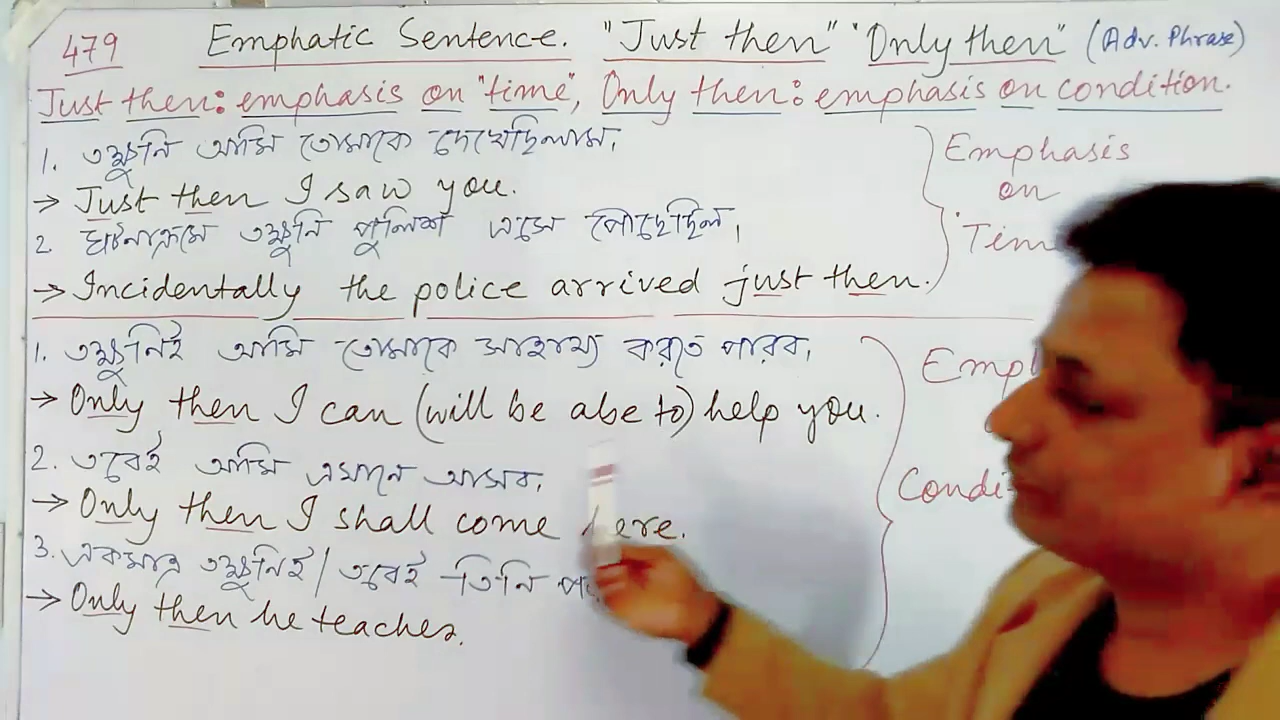 479 Emphatic Sentence. "Just then" "Only then" (Adv. Phrase)
Just then: emphasis on "time", Only then: emphasis on condition.
1. তক্ষুনি আমি তোমাকে দেখেছিলাম।
→ Just then I saw you.
2. ঘটনাক্রমে তক্ষুনি পুলিশ এসে পৌছেছিল।
→ Incidentally the police arrived just then.
Emphasis
on
Tim
1. তক্ষুনিই আমি তোমাকে সাহায্য করতে পারব।
→ Only then I can (will be abe to) help you.
2. তবেই আমি এখানে আসব।
→ Only then I shall come here.
3. একমাত্র তক্ষুনিই / তবেই তিনি
→ Only then he teaches.
Emph
Condi